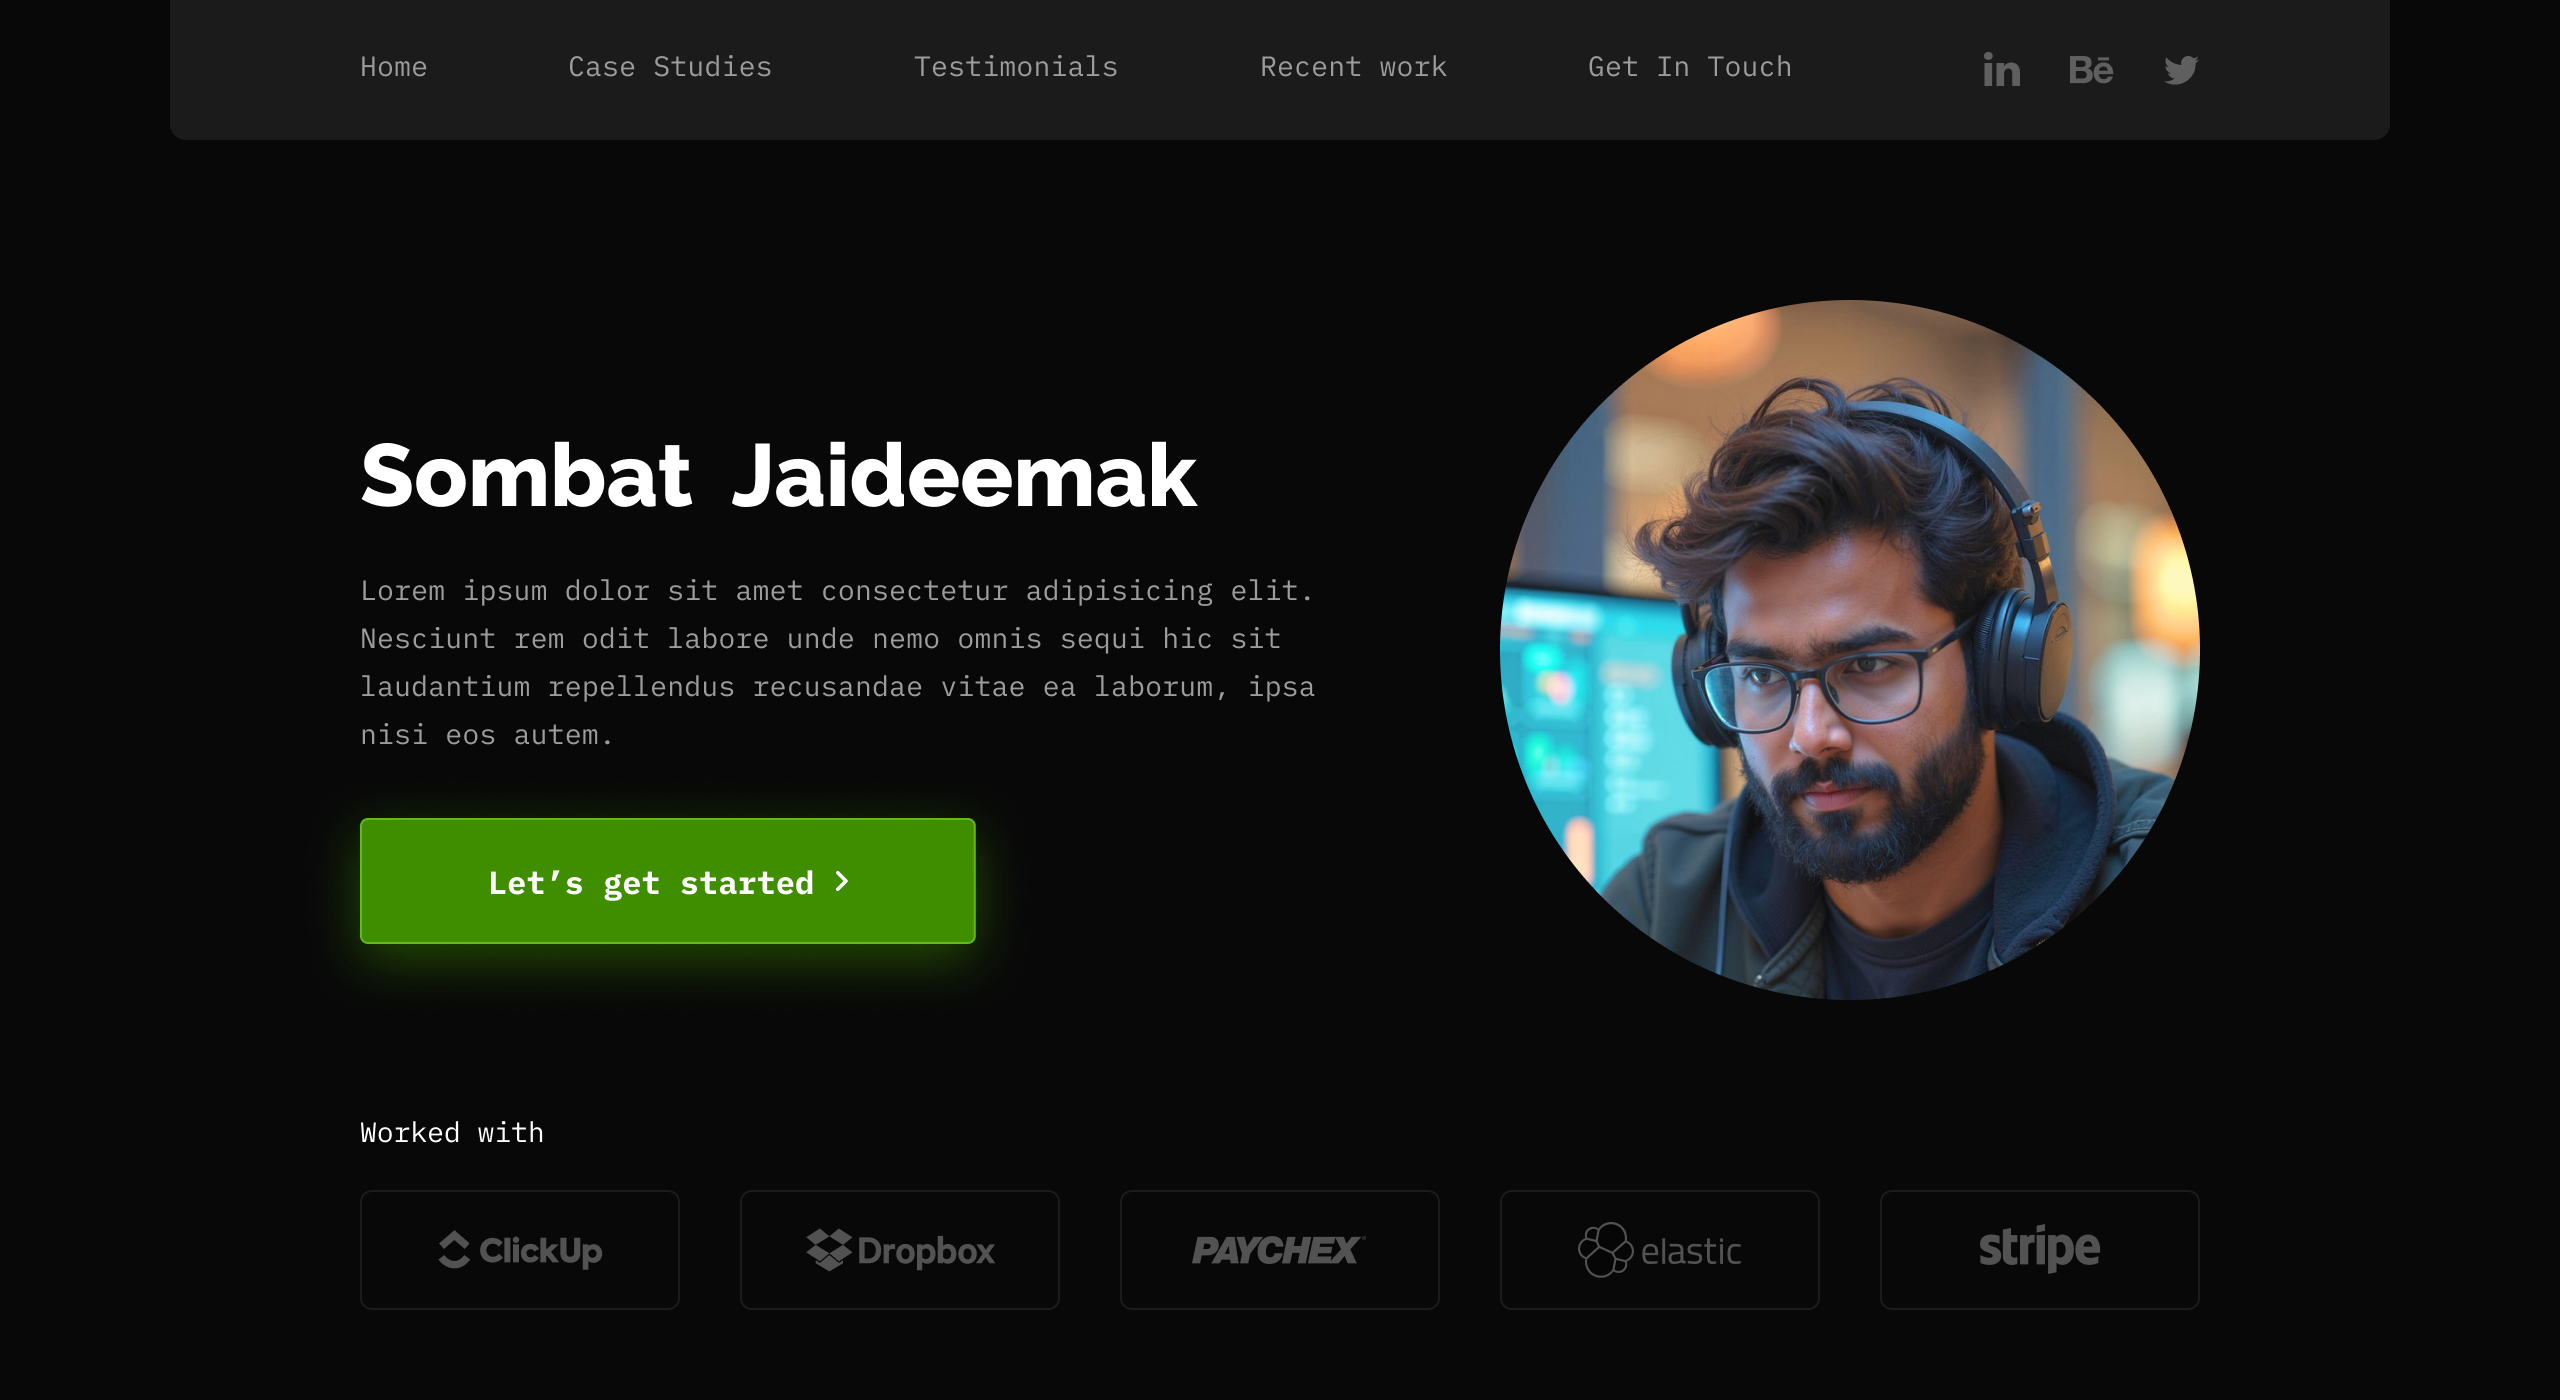 Home Case Studies Testimonials Recent work Get In Touch in Bē
Sombat Jaideemak
Lorem ipsum dolor sit amet consectetur adipisicing elit.
Nesciunt rem odit labore unde nemo omnis sequi hic sit
laudantium repellendus recusandae vitae ea laborum, ipsa
nisi eos autem.
Let’s get started
Worked with
ClickUp Dropbox PAYCHEX elastic stripe